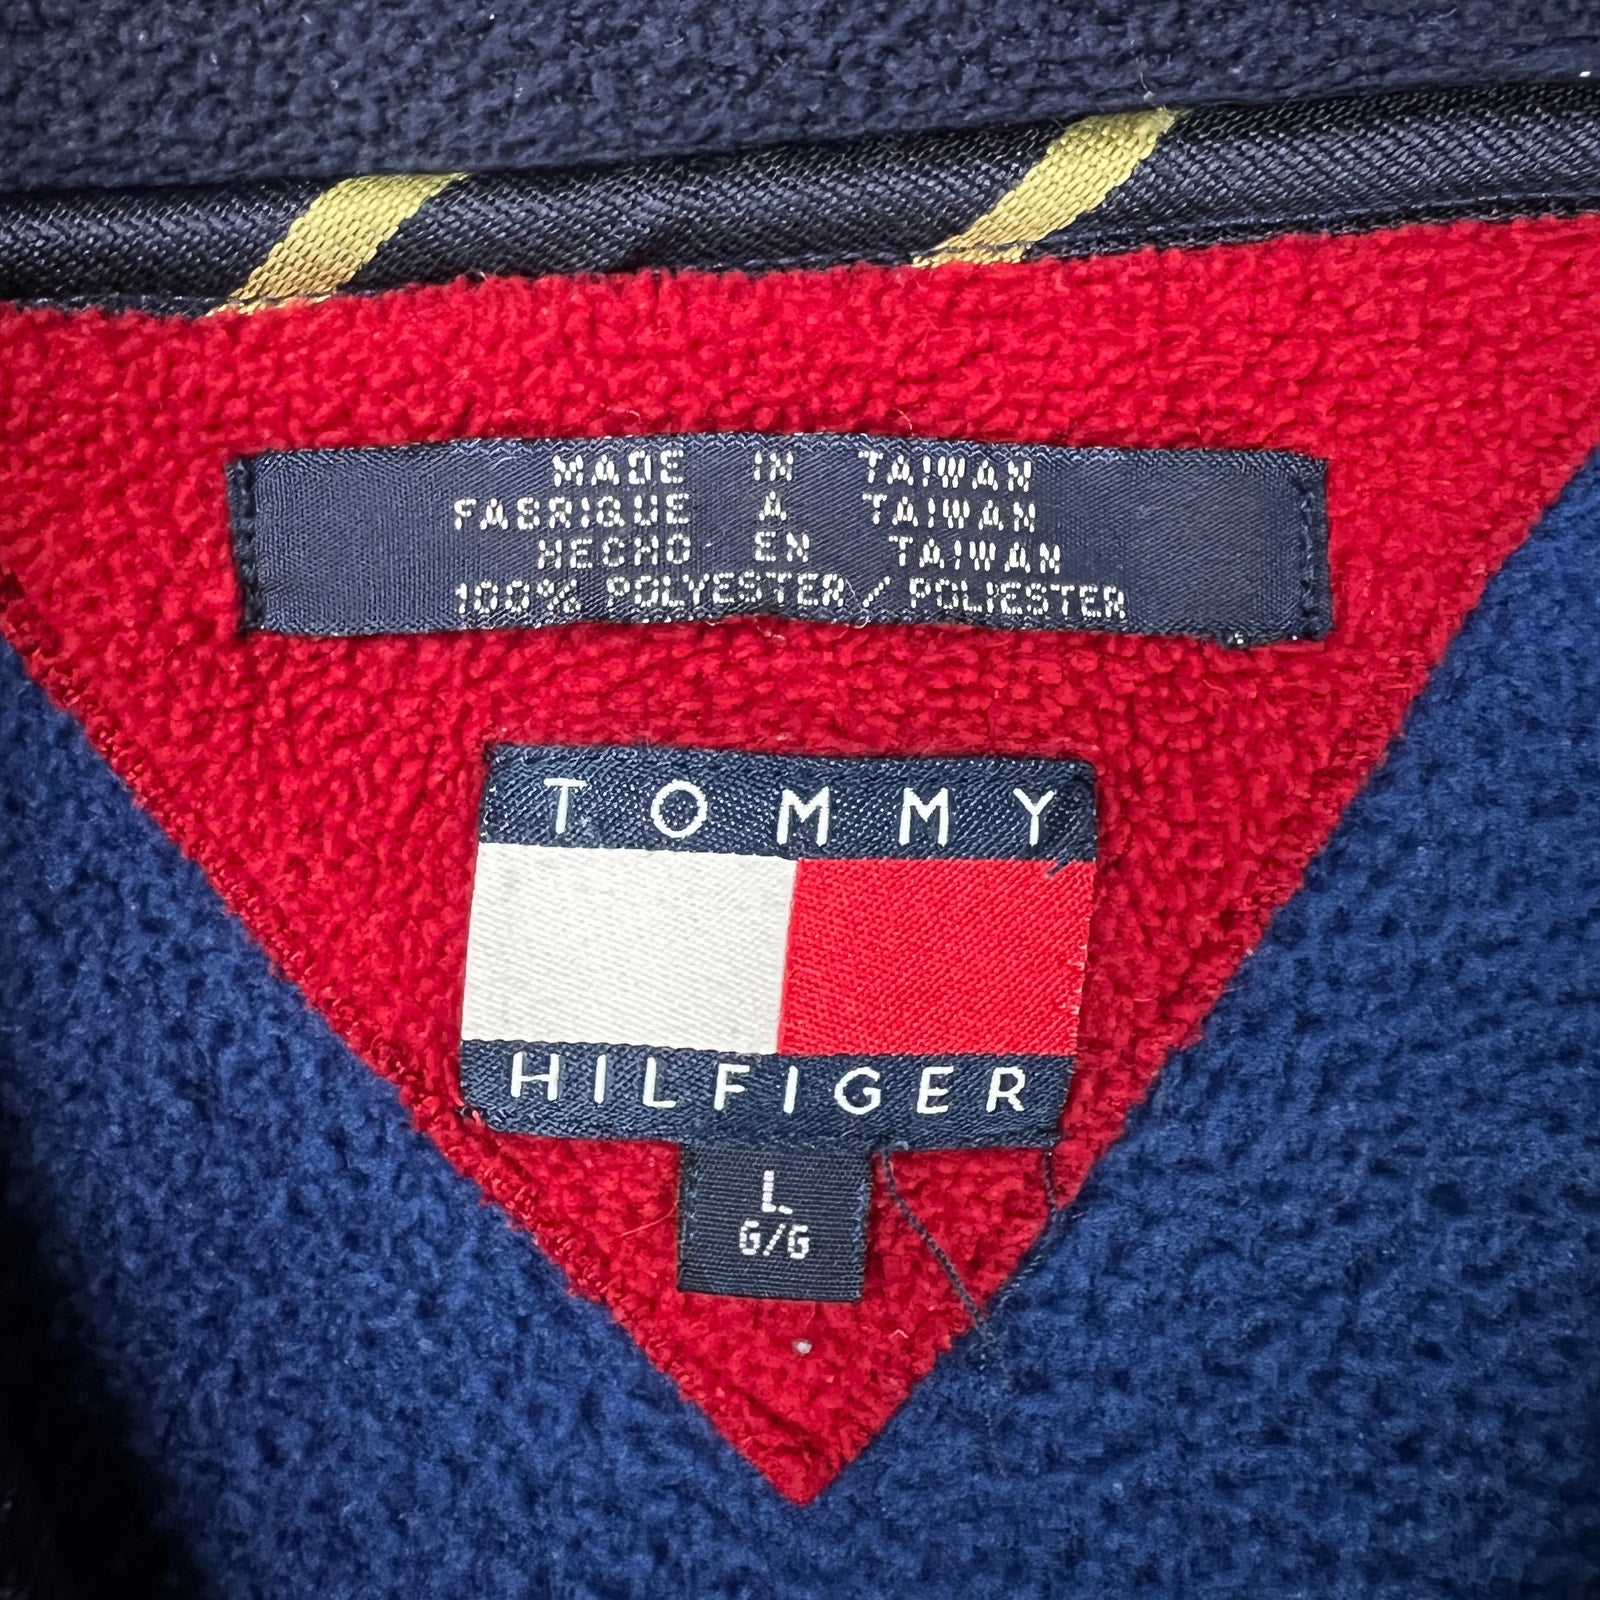 MADE IN TAIWAN
FABRIQUE A TAIWAN
HECHO EN TAIWAN
100% POLYESTER / POLIESTER
TOMMY
HILFIGER
L
G/G